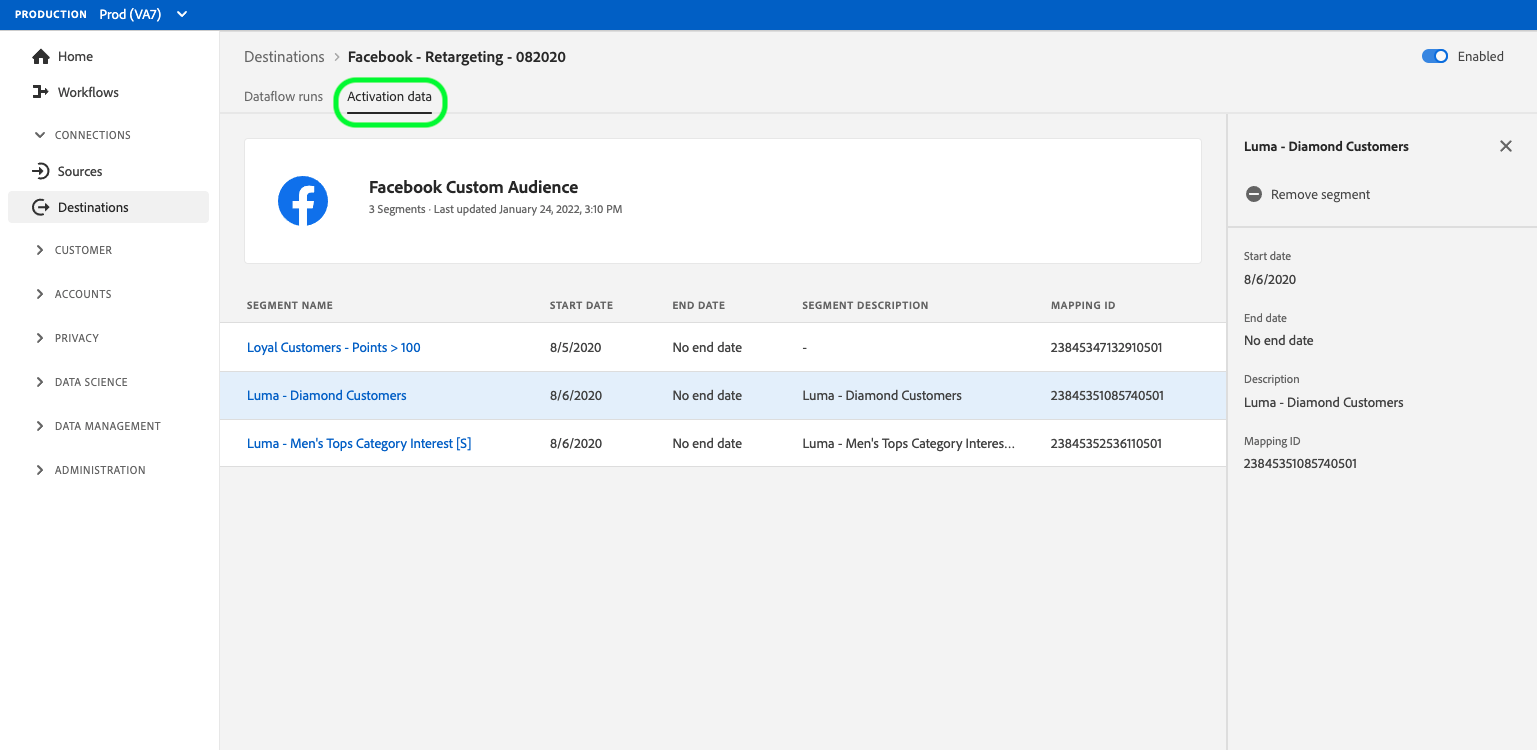 PRODUCTION Prod (VA7)
Home
Workflows
CONNECTIONS
Sources
Destinations
CUSTOMER
ACCOUNTS
PRIVACY
DATA SCIENCE
DATA MANAGEMENT
ADMINISTRATION
Destinations > Facebook - Retargeting - 082020
Enabled
Dataflow runs Activation data
Facebook Custom Audience
3 Segments · Last updated January 24, 2022, 3:10 PM
SEGMENT NAME START DATE END DATE SEGMENT DESCRIPTION MAPPING ID
Loyal Customers - Points > 100 8/5/2020 No end date - 23845347132910501
Luma - Diamond Customers 8/6/2020 No end date Luma - Diamond Customers 23845351085740501
Luma - Men's Tops Category Interest [S] 8/6/2020 No end date Luma - Men's Tops Category Interes... 23845352536110501
Luma - Diamond Customers
Remove segment
Start date
8/6/2020
End date
No end date
Description
Luma - Diamond Customers
Mapping ID
23845351085740501